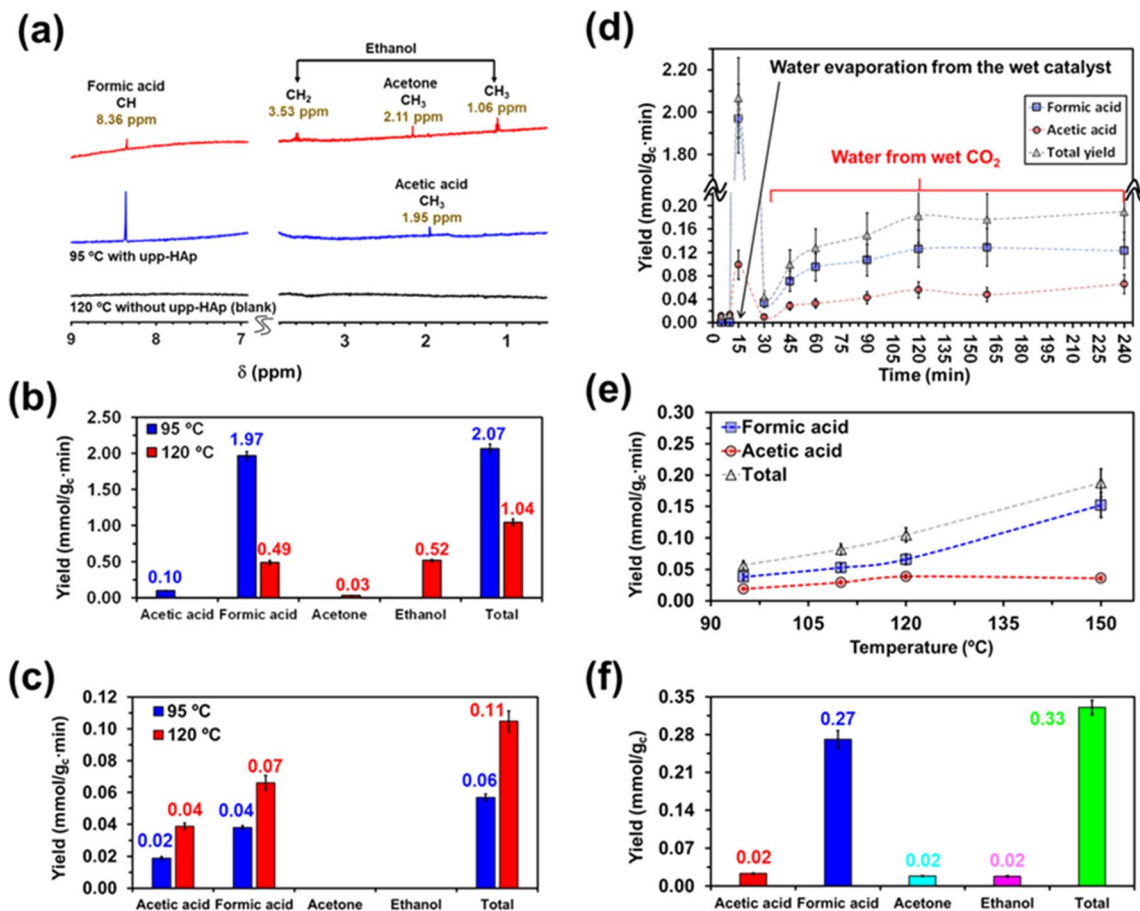 (a)
Ethanol
Formic acid
CH
8.36 ppm
CH2
3.53 ppm
Acetone
CH3
2.11 ppm
CH3
1.06 ppm
Acetic acid
CH3
1.95 ppm
95 ºC with upp-HAp
120 ºC without upp-HAp (blank)
9 8 7 3 2 1
δ (ppm)
(b)
Yield (mmol/gc·min)
2.50
2.00
1.50
1.00
0.50
0.00
95 ºC
120 ºC
0.10
1.97
0.49
0.03
0.52
2.07
1.04
Acetic acid Formic acid Acetone Ethanol Total
(c)
Yield (mmol/gc·min)
0.12
0.10
0.08
0.06
0.04
0.02
0.00
95 ºC
120 ºC
0.02
0.04
0.04
0.07
0.06
0.11
Acetic acid Formic acid Acetone Ethanol Total
(d)
Yield (mmol/gc·min)
2.20
2.00
1.80
0.20
0.16
0.12
0.08
0.04
0.00
Water evaporation from the wet catalyst
Formic acid
Acetic acid
Total yield
Water from wet CO2
0 15 30 45 60 75 90 105 120 135 150 165 180 195 210 225 240
Time (min)
(e)
Yield (mmol/gc·min)
0.30
0.25
0.20
0.15
0.10
0.05
0.00
Formic acid
Acetic acid
Total
90 105 120 135 150
Temperature (ºC)
(f)
Yield (mmol/gc)
0.35
0.28
0.21
0.14
0.07
0.00
0.02
0.27
0.02
0.02
0.33
Acetic acid Formic acid Acetone Ethanol Total